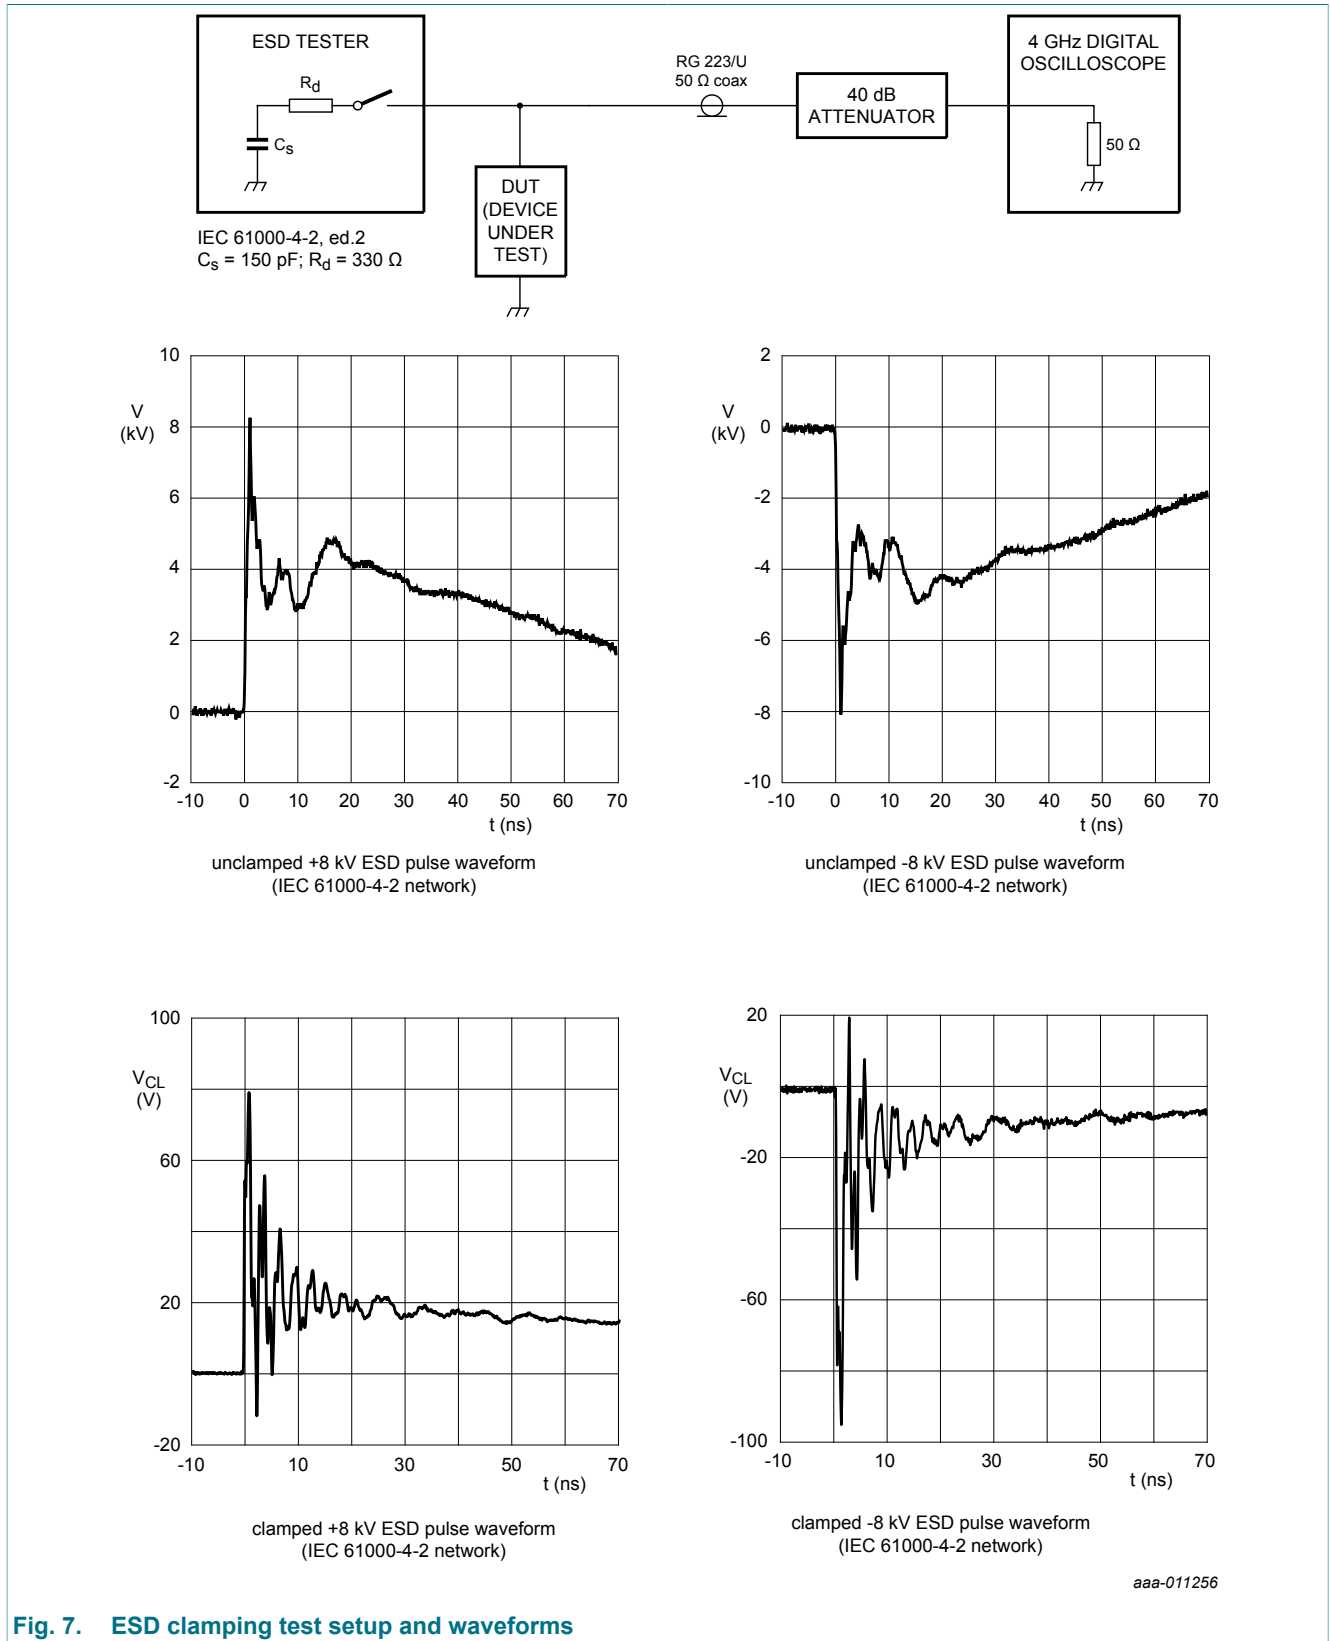 ESD TESTER
Rd
Cs
IEC 61000-4-2, ed.2
Cs = 150 pF; Rd = 330 Ω
DUT
(DEVICE
UNDER
TEST)
RG 223/U
50 Ω coax
40 dB
ATTENUATOR
4 GHz DIGITAL
OSCILLOSCOPE
50 Ω
10
8
6
4
2
0
-2
V
(kV)
-10 0 10 20 30 40 50 60 70
t (ns)
unclamped +8 kV ESD pulse waveform
(IEC 61000-4-2 network)
2
0
-2
-4
-6
-8
-10
V
(kV)
-10 0 10 20 30 40 50 60 70
t (ns)
unclamped -8 kV ESD pulse waveform
(IEC 61000-4-2 network)
100
60
20
-20
VCL
(V)
-10 10 30 50 70
t (ns)
clamped +8 kV ESD pulse waveform
(IEC 61000-4-2 network)
20
-20
-60
-100
VCL
(V)
-10 10 30 50 70
t (ns)
clamped -8 kV ESD pulse waveform
(IEC 61000-4-2 network)
aaa-011256
Fig. 7. ESD clamping test setup and waveforms